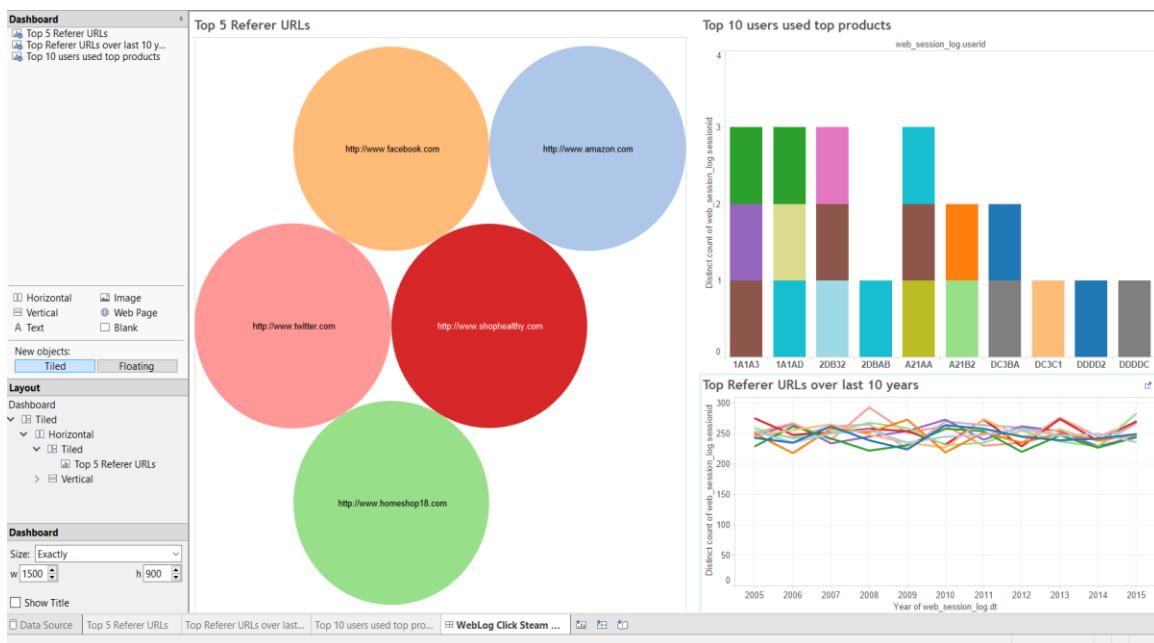 Dashboard
Top 5 Referer URLs
Top Referer URLs over last 10 y...
Top 10 users used top products
Horizontal
Image
Vertical
Web Page
A Text
Blank
New objects:
Tiled
Floating
Layout
Dashboard
Tiled
Horizontal
Tiled
Top 5 Referer URLs
Vertical
Dashboard
Size: Exactly
w 1500
h 900
Show Title
Top 5 Referer URLs
http://www.facebook.com
http://www.amazon.com
http://www.twitter.com
http://www.shophealthy.com
http://www.homeshop18.com
Top 10 users used top products
web_session_log.userid
Distinct count of web_session_log.sessionid
4
3
2
1
0
1A1A3 1A1AD 2DB32 2DBAB A21AA A21B2 DC3BA DC3C1 DDDD2 DDDDC
Top Referer URLs over last 10 years
Distinct count of web_session_log.sessionid
300
250
200
150
100
50
0
2005 2006 2007 2008 2009 2010 2011 2012 2013 2014 2015
Year of web_session_log.dt
Data Source
Top 5 Referer URLs
Top Referer URLs over last...
Top 10 users used top pro...
WebLog Click Steam ...